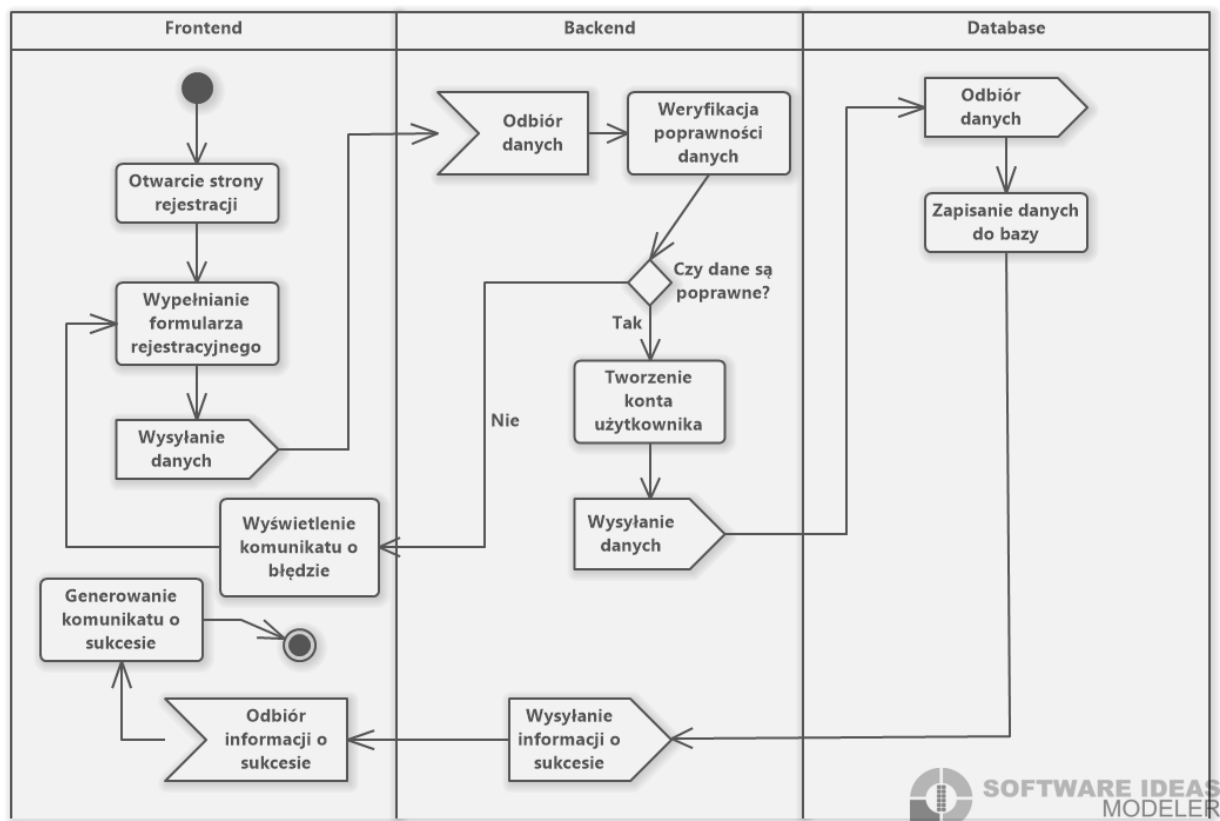 Frontend
Backend
Database
Otwarcie strony
rejestracji
Wypełnianie
formularza
rejestracyjnego
Wysyłanie
danych
Wyświetlenie
komunikatu o
błędzie
Generowanie
komunikatu o
sukcesie
Odbiór
informacji o
sukcesie
Odbiór
danych
Weryfikacja
poprawności
danych
Czy dane są
poprawne?
Tak
Nie
Tworzenie
konta
użytkownika
Wysyłanie
danych
Wysyłanie
informacji o
sukcesie
Odbiór
danych
Zapisanie danych
do bazy
SOFTWARE IDEAS
MODELER